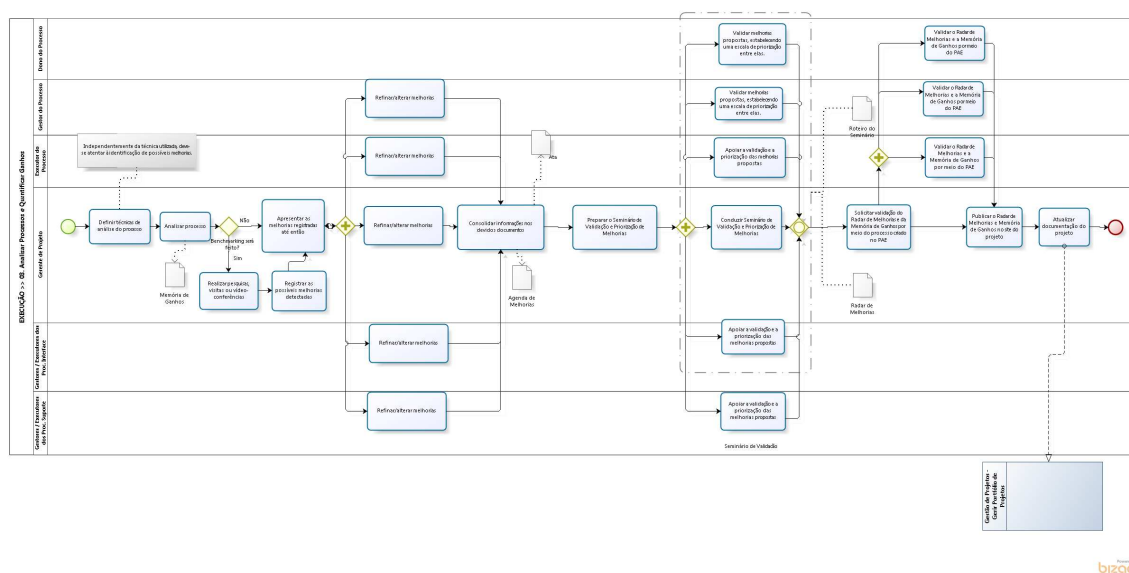 EXECUÇÃO >> 08. Analisar Processos e Quantificar Ganhos
Dono do Processo
Gestor do Processo
Executor do
Processo
Gerente de Projeto
Gestores / Executores dos
Proc. Interface
Gestores / Executores
dos Proc. Suporte
Independentemente da técnica utilizada, deve-
se atentar à identificação de possíveis melhorias.
Definir técnicas de
análise do processo
Analisar processo
Memória de
Ganhos
Não
Benchmarking será
feito?
Sim
Realizar pesquisas,
visitas ou vídeo-
conferências
Registrar as
possíveis melhorias
detectadas
Apresentar as
melhorias registradas
até então
Refinar/alterar melhorias
Refinar/alterar melhorias
Refinar/alterar melhorias
Refinar/alterar melhorias
Refinar/alterar melhorias
Ata
Consolidar informações nos
devidos documentos
Agenda de
Melhorias
Preparar o Seminário de
Validação e Priorização de
Melhorias
Validar melhorias
propostas, estabelecendo
uma escala de priorização
entre elas.
Validar melhorias
propostas, estabelecendo
uma escala de priorização
entre elas.
Apoiar a validação e a
priorização das melhorias
propostas
Conduzir Seminário de
Validação e Priorização de
Melhorias
Apoiar a validação e a
priorização das
melhorias propostas
Apoiar a validação e a
priorização das
melhorias propostas
Seminário de Validação
Roteiro do
Seminário
Radar de
Melhorias
Solicitar validação do
Radar de Melhorias e da
Memória de Ganhos por
meio do processo citado no
PAE
Validar o Radar de
Melhorias e a Memória
de Ganhos por meio
do PAE
Validar o Radar de
Melhorias e a Memória
de Ganhos por meio
do PAE
Validar o Radar de
Melhorias e a
Memória de Ganhos
por meio do PAE
Publicar o Radar de
Melhorias e a Memória
de Ganhos no site do
projeto
Atualizar
documentação do
projeto
Gestão de Projetos -
Gerir Portfólio de
Projetos